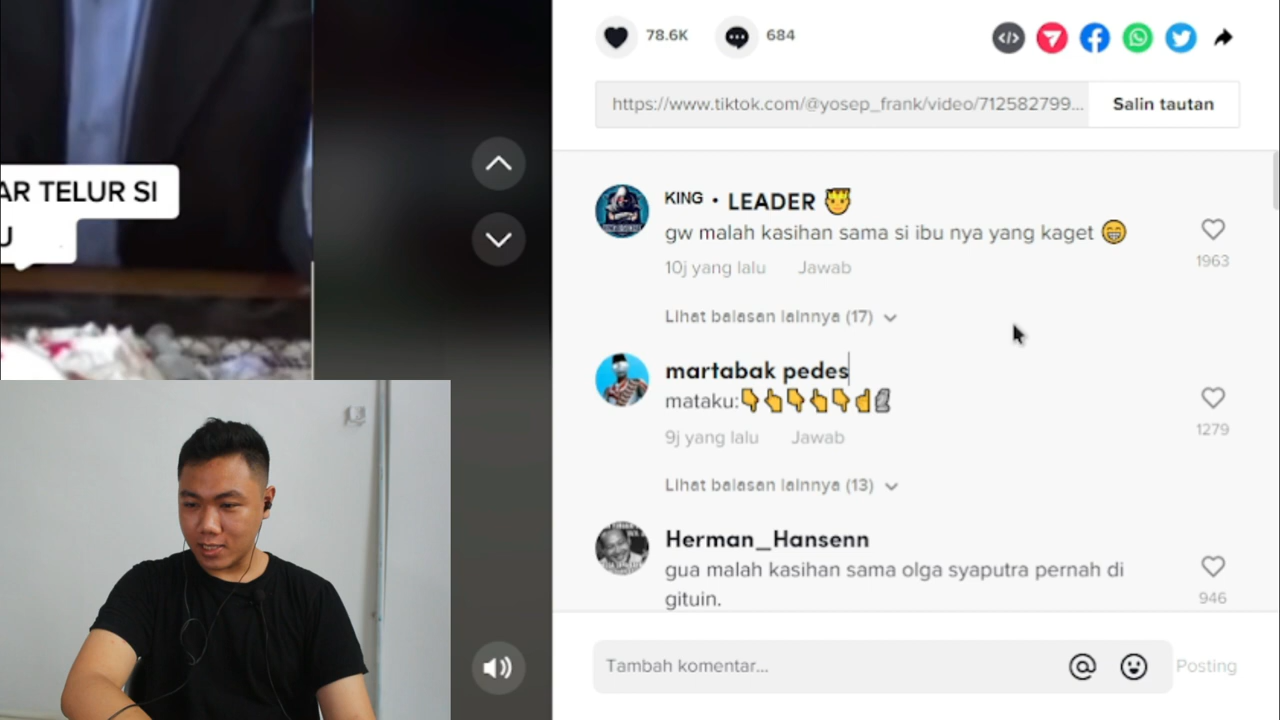 78.6K
684
https://www.tiktok.com/@yosep_frank/video/712582799...
Salin tautan
AR TELUR SI
U
KING • LEADER
gw malah kasihan sama si ibu nya yang kaget
10j yang lalu Jawab
1963
Lihat balasan lainnya (17)
martabak pedes
mataku:
9j yang lalu Jawab
1279
Lihat balasan lainnya (13)
Herman_Hansenn
gua malah kasihan sama olga syaputra pernah di
gituin.
946
Tambah komentar...
Posting